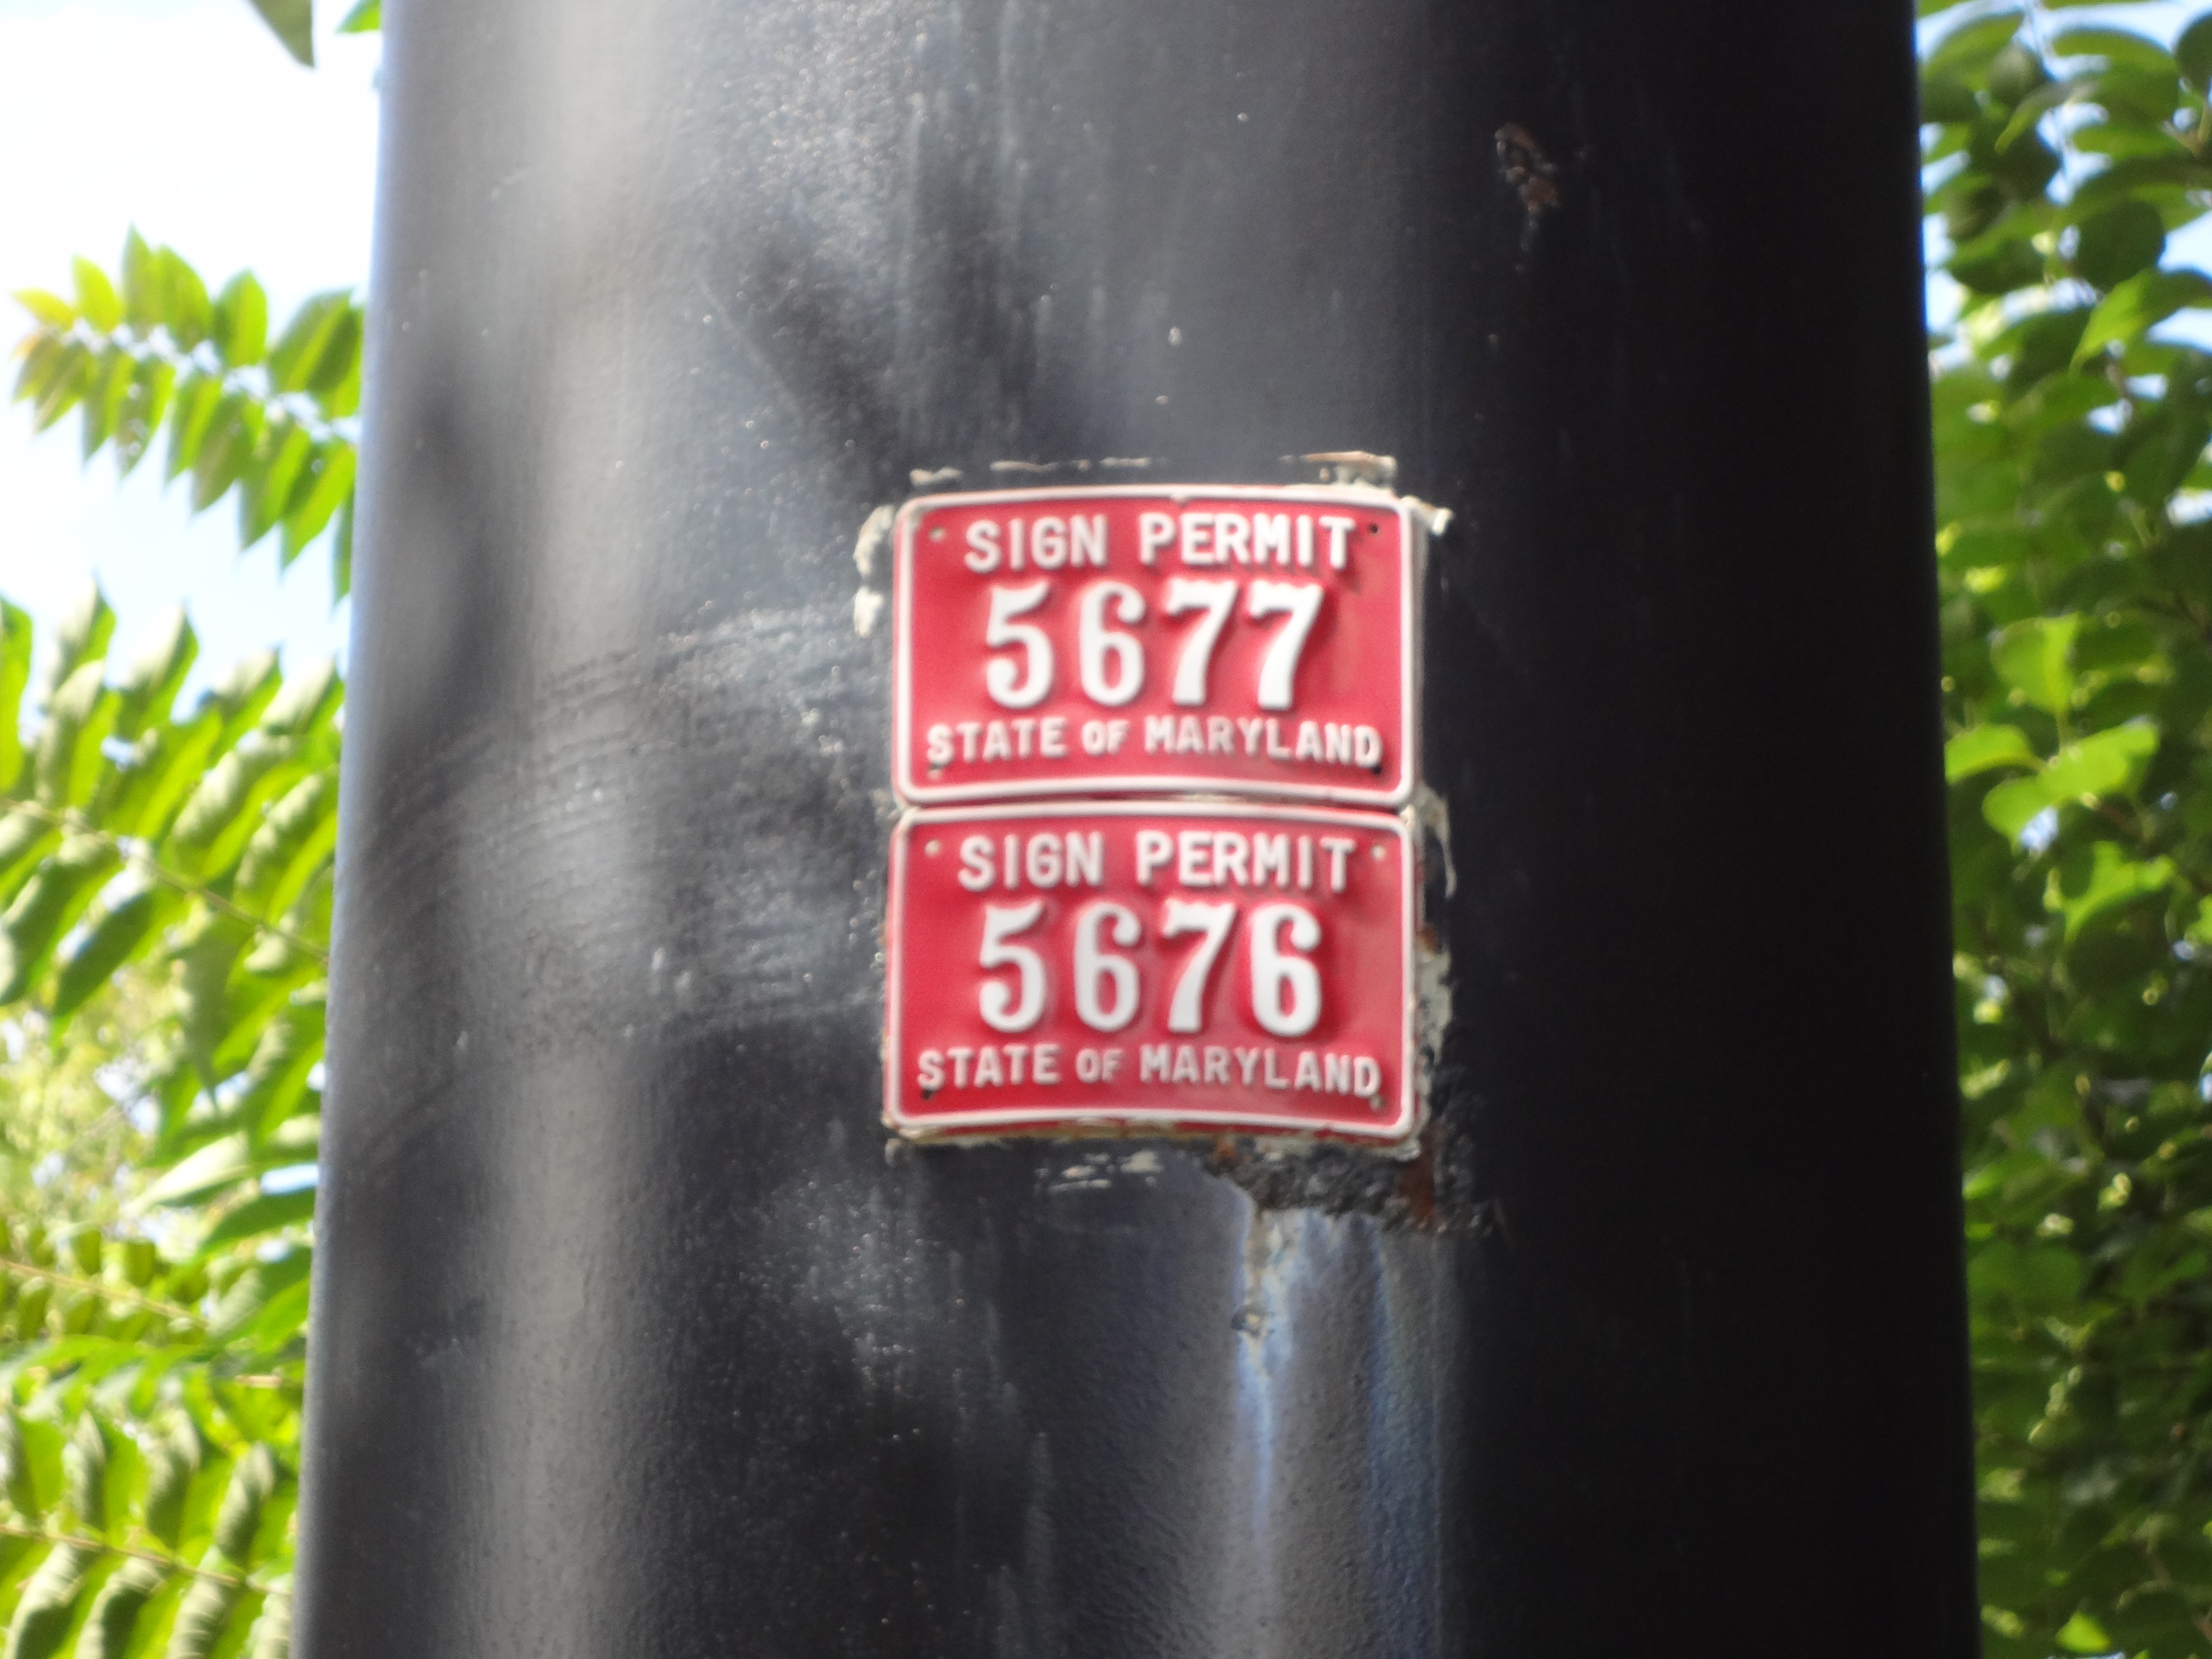 SIGN PERMIT
5677
STATE OF MARYLAND
SIGN PERMIT
5676
STATE OF MARYLAND